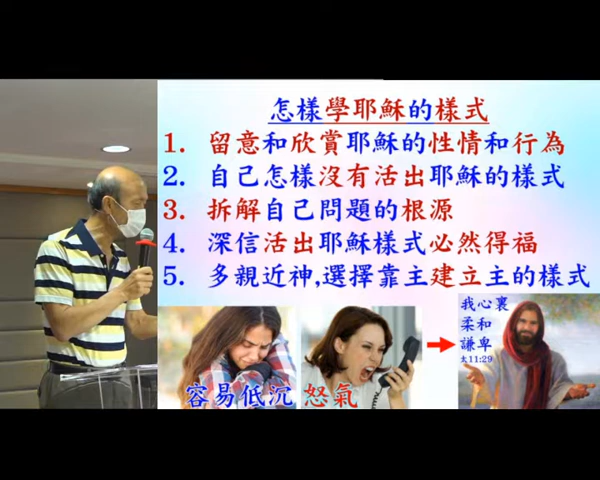 怎樣學耶穌的樣式
1. 留意和欣賞耶穌的性情和行為
2. 自己怎樣沒有活出耶穌的樣式
3. 拆解自己問題的根源
4. 深信活出耶穌樣式必然得福
5. 多親近神,選擇靠主建立主的樣式
容易低沉 怒氣
我心裏
柔和
謙卑
太11:29